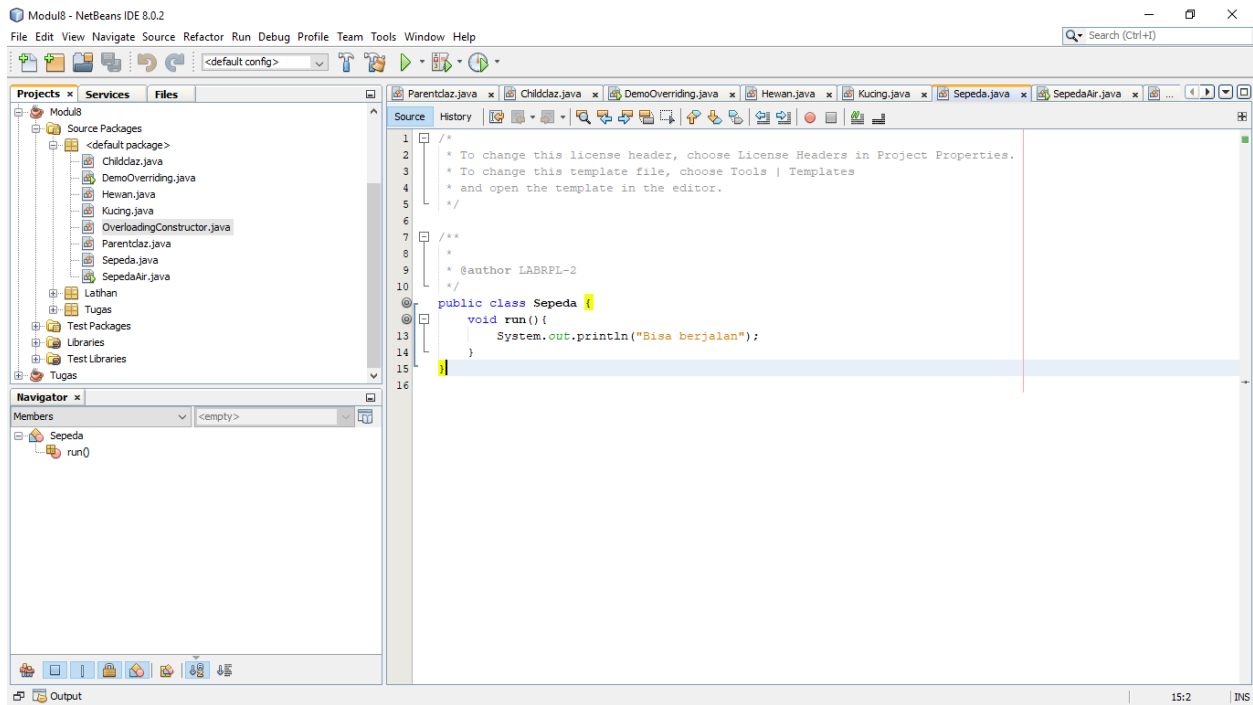 Modul8 - NetBeans IDE 8.0.2
File Edit View Navigate Source Refactor Run Debug Profile Team Tools Window Help
Search (Ctrl+I)
<default config>
Projects Services Files
Modul8
Source Packages
<default package>
Childclaz.java
DemoOverriding.java
Hewan.java
Kucing.java
OverloadingConstructor.java
Parentclaz.java
Sepeda.java
SepedaAir.java
Latihan
Tugas
Test Packages
Libraries
Test Libraries
Tugas
Navigator
Members <empty>
Sepeda
run()
Parentclaz.java Childclaz.java DemoOverriding.java Hewan.java Kucing.java Sepeda.java SepedaAir.java ...
Source History
1 /*
2 * To change this license header, choose License Headers in Project Properties.
3 * To change this template file, choose Tools | Templates
4 * and open the template in the editor.
5 */
6
7 /**
8 *
9 * @author LABRPL-2
10 */
public class Sepeda {
void run(){
13 System.out.println("Bisa berjalan");
14 }
15 }
16
Output
15:2 INS